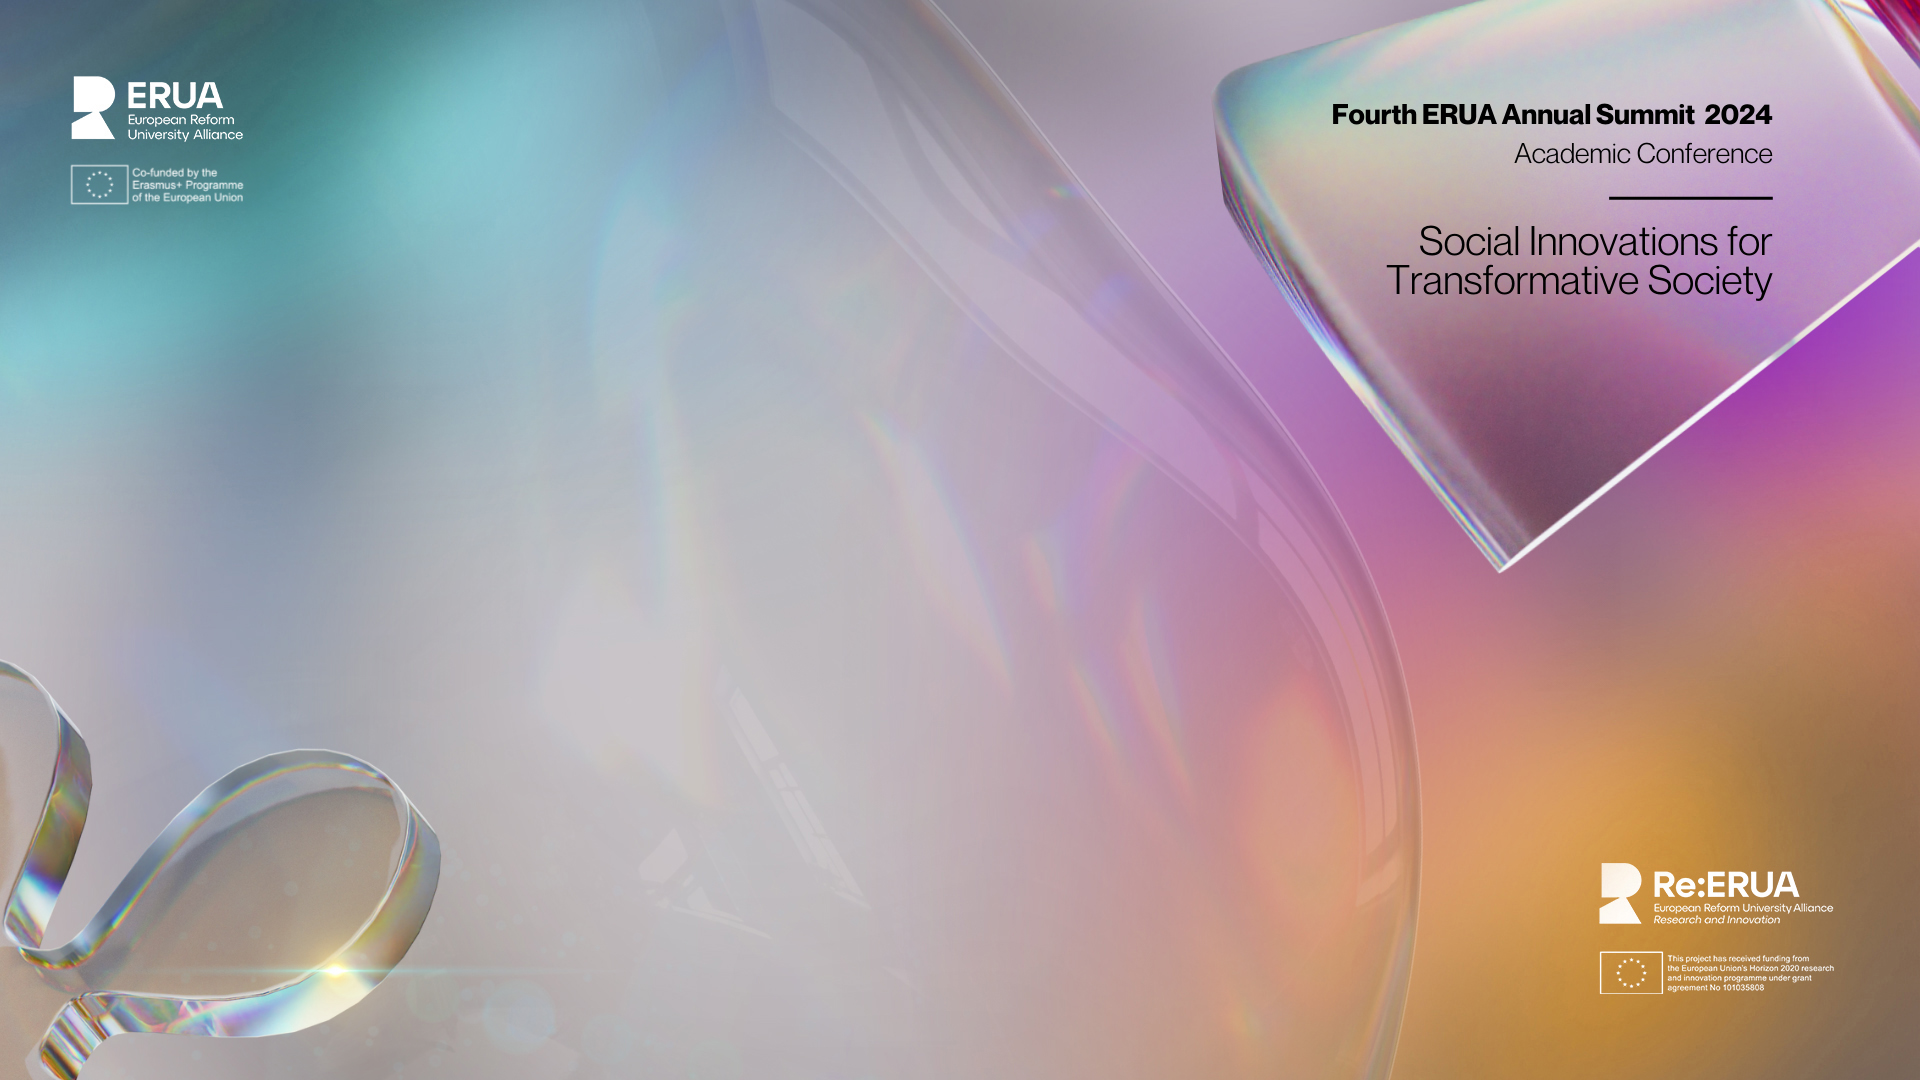 ERUA
European Reform
University Alliance
Co-funded by the
Erasmus+ Programme
of the European Union
Fourth ERUA Annual Summit 2024
Academic Conference
Social Innovations for
Transformative Society
Re:ERUA
European Reform University Alliance
Research and Innovation
This project has received funding from
the European Union's Horizon 2020 research
and innovation programme under grant
agreement No 101035808